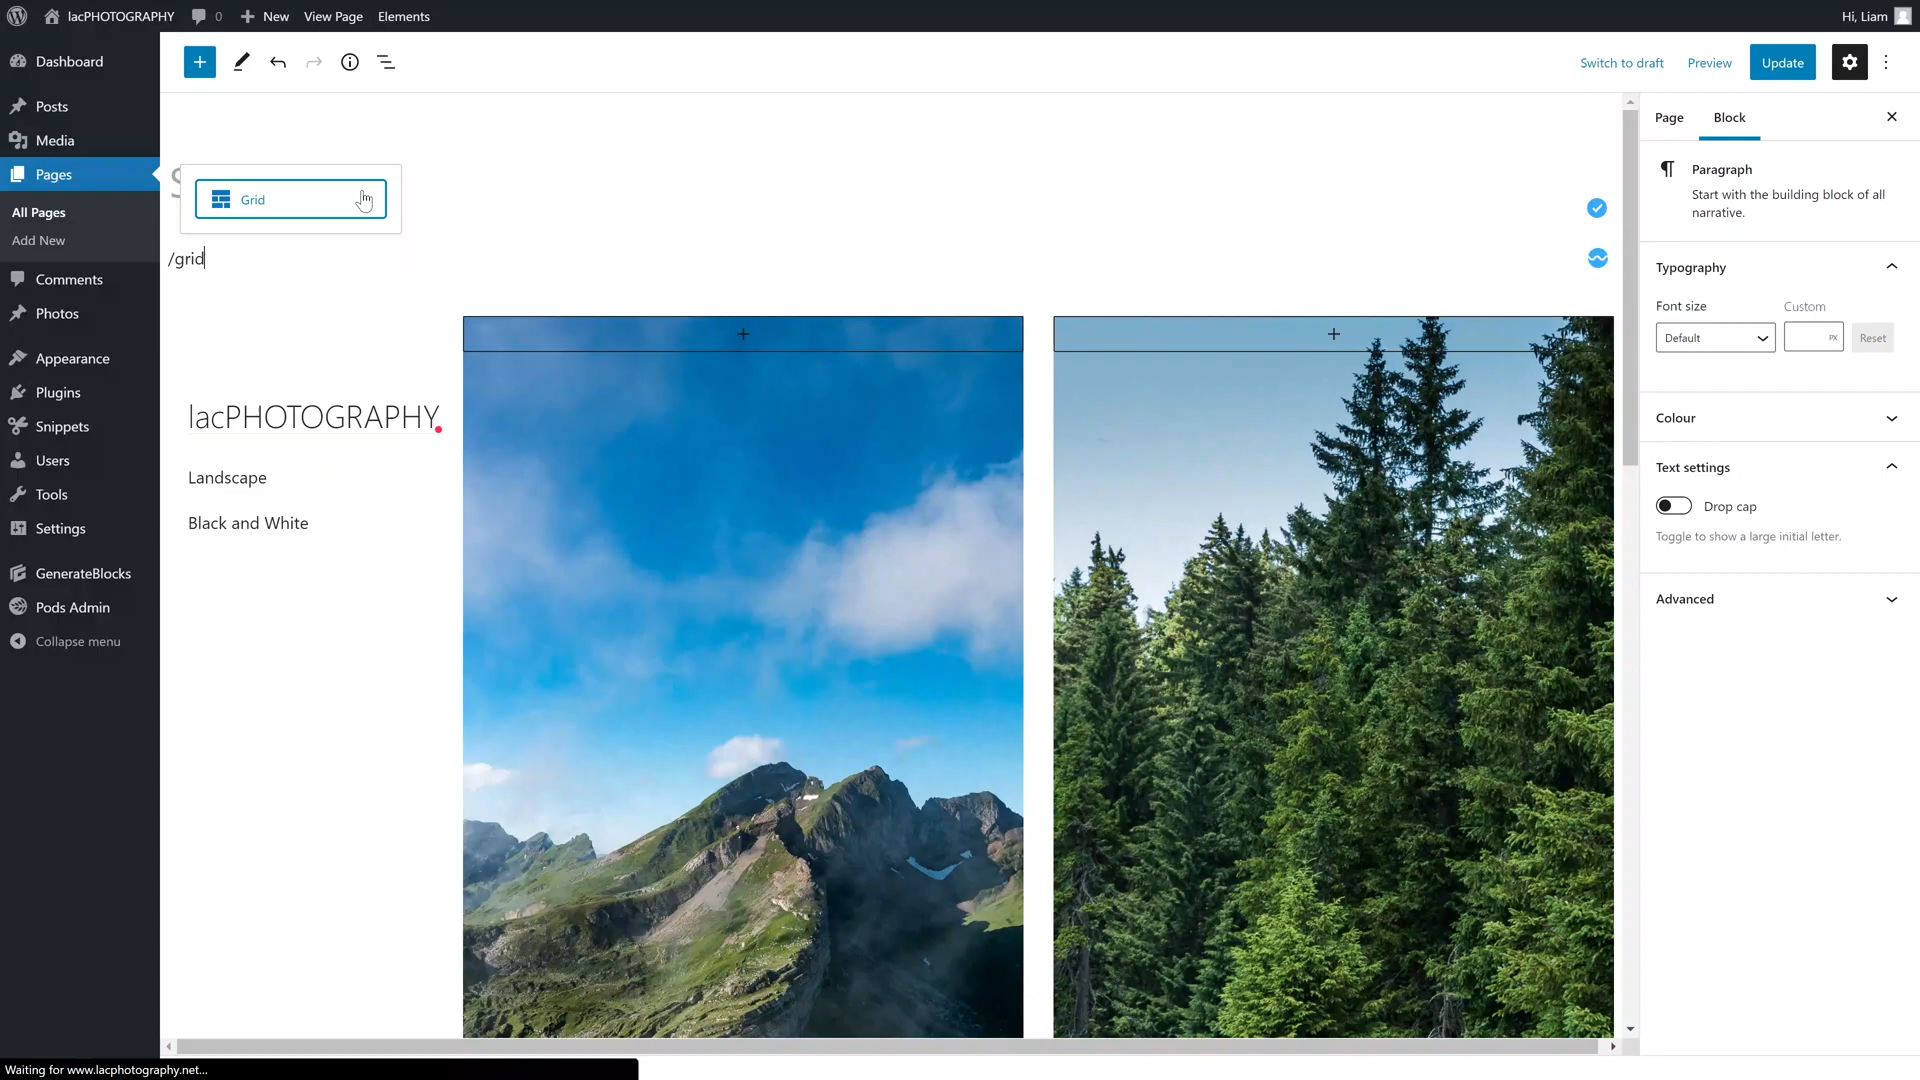 lacPHOTOGRAPHY
0
New
View Page
Elements
Hi, Liam
Dashboard
Posts
Media
Pages
All Pages
Add New
Comments
Photos
Appearance
Plugins
Snippets
Users
Tools
Settings
GenerateBlocks
Pods Admin
Collapse menu
Switch to draft
Preview
Update
Grid
/grid
lacPHOTOGRAPHY.
Landscape
Black and White
Page
Block
Paragraph
Start with the building block of all
narrative.
Typography
Font size
Custom
Default
PX
Reset
Colour
Text settings
Drop cap
Toggle to show a large initial letter.
Advanced
Waiting for www.lacphotography.net...